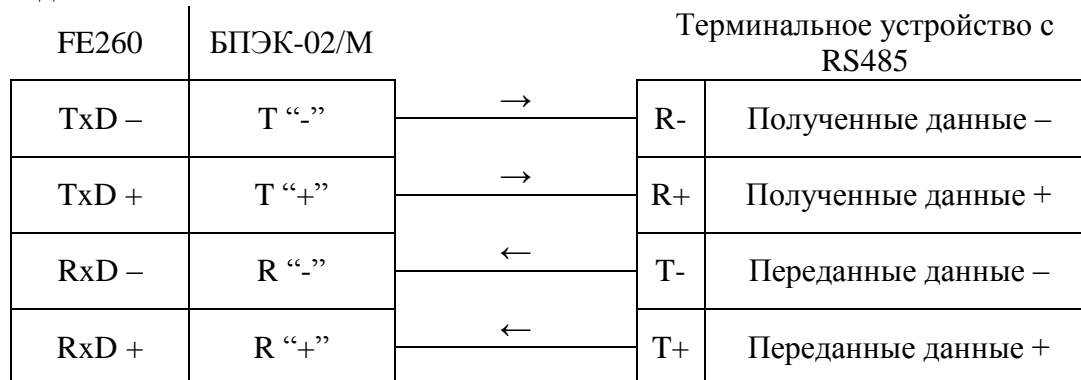 FE260 БПЭК-02/М Терминальное устройство с
RS485
TxD – T “-” → R- Полученные данные –
TxD + T “+” → R+ Полученные данные +
RxD – R “-” ← T- Переданные данные –
RxD + R “+” ← T+ Переданные данные +